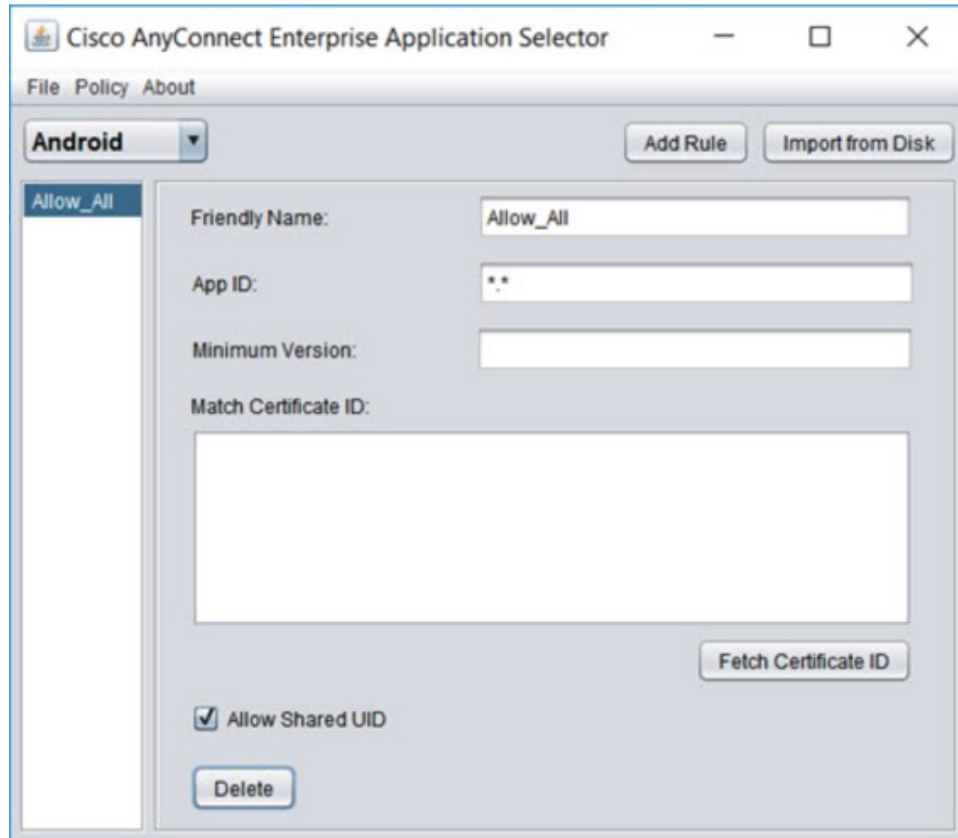 Cisco AnyConnect Enterprise Application Selector
File Policy About
Android
Add Rule
Import from Disk
Allow_All
Friendly Name:
Allow_All
App ID:
*.*
Minimum Version:
Match Certificate ID:
Fetch Certificate ID
Allow Shared UID
Delete